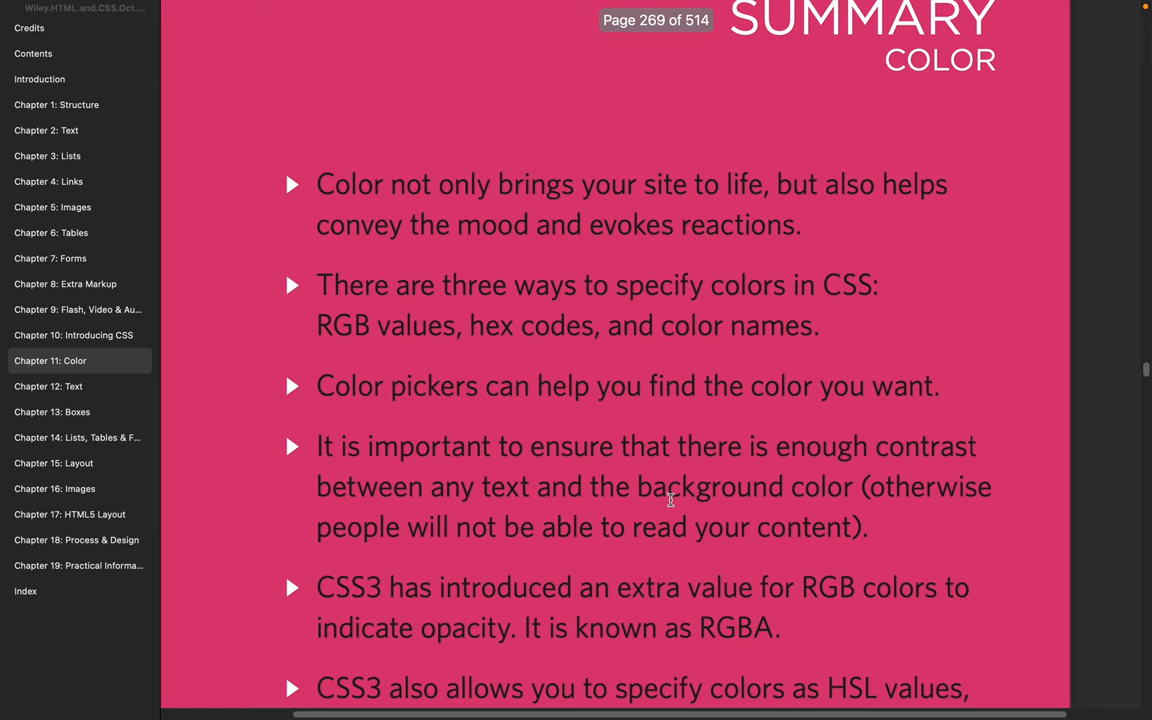 Wiley.HTML.and.CSS.Oct....
Credits
Contents
Introduction
Chapter 1: Structure
Chapter 2: Text
Chapter 3: Lists
Chapter 4: Links
Chapter 5: Images
Chapter 6: Tables
Chapter 7: Forms
Chapter 8: Extra Markup
Chapter 9: Flash, Video & Au...
Chapter 10: Introducing CSS
Chapter 11: Color
Chapter 12: Text
Chapter 13: Boxes
Chapter 14: Lists, Tables & F...
Chapter 15: Layout
Chapter 16: Images
Chapter 17: HTML5 Layout
Chapter 18: Process & Design
Chapter 19: Practical Informa...
Index
Page 269 of 514
SUMMARY
COLOR
Color not only brings your site to life, but also helps
convey the mood and evokes reactions.
There are three ways to specify colors in CSS:
RGB values, hex codes, and color names.
Color pickers can help you find the color you want.
It is important to ensure that there is enough contrast
between any text and the background color (otherwise
people will not be able to read your content).
CSS3 has introduced an extra value for RGB colors to
indicate opacity. It is known as RGBA.
CSS3 also allows you to specify colors as HSL values,